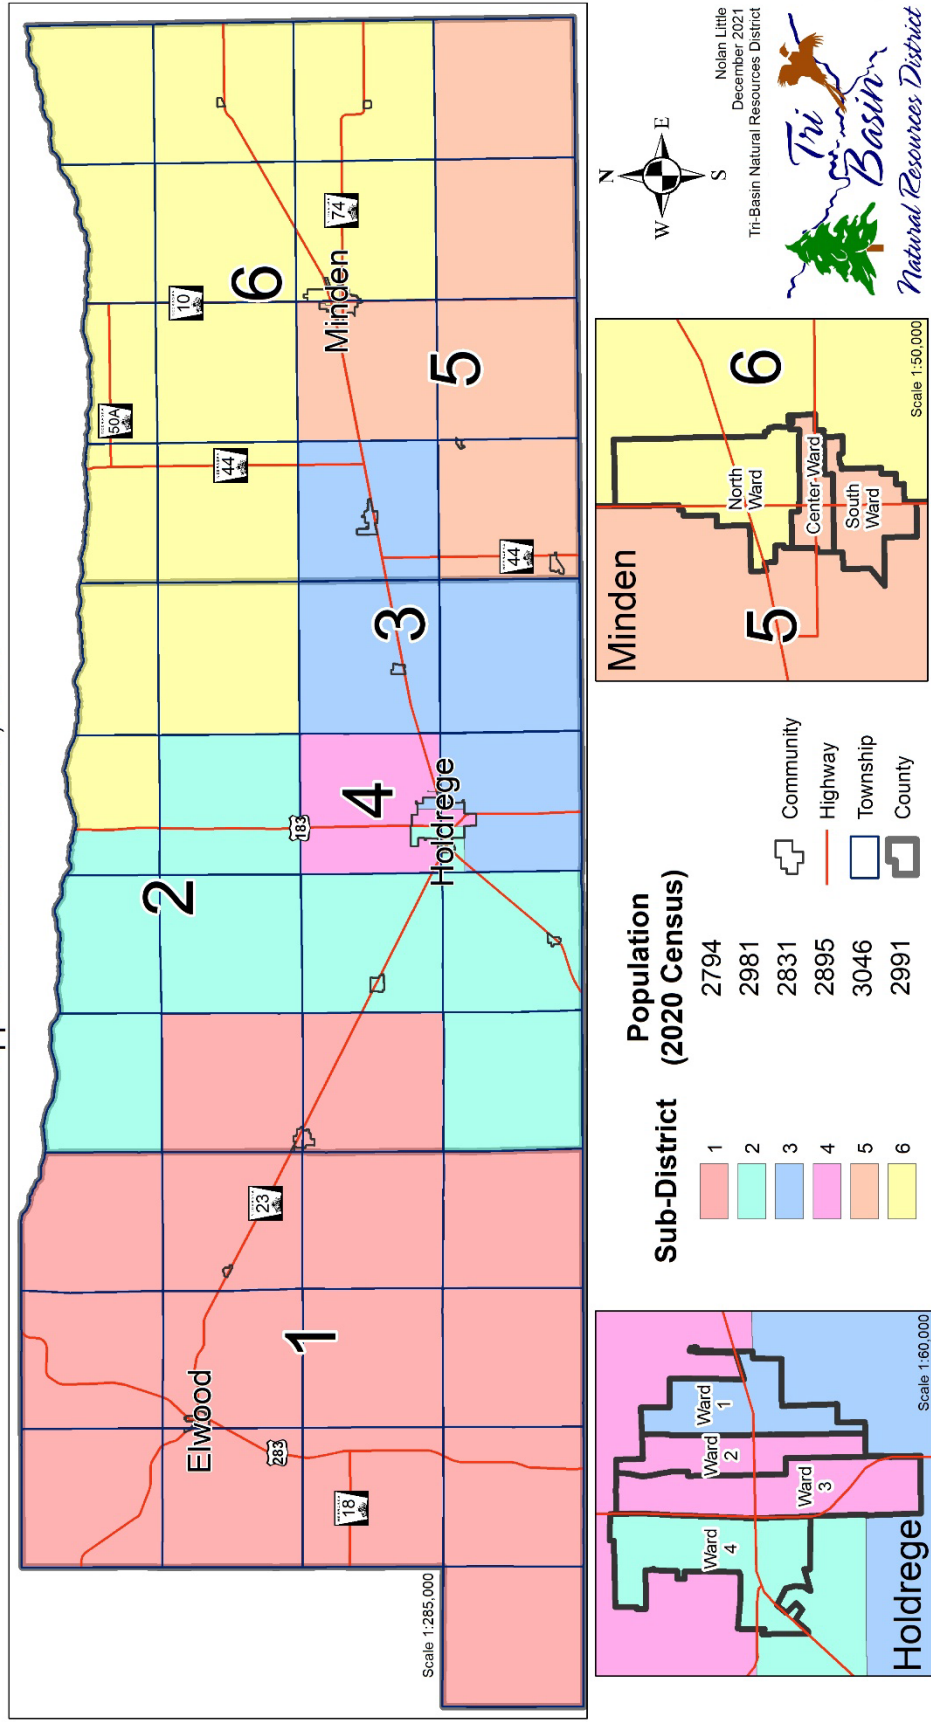 6
10
50A
44
74
Minden
5
44
3
4
183
Holdrege
2
23
1
Elwood
283
18
Scale 1:285,000
Holdrege
Ward
4
Ward
2
Ward
1
Ward
3
Scale 1:60,000
Sub-District
Population
(2020 Census)
1 2794
2 2981
3 2831
4 2895
5 3046
6 2991
Community
Highway
Township
County
Minden
5
6
North
Ward
Center Ward
South
Ward
Scale 1:50,000
N
W
E
S
Nolan Little
December 2021
Tri-Basin Natural Resources District
Tri
Basin
Natural Resources District